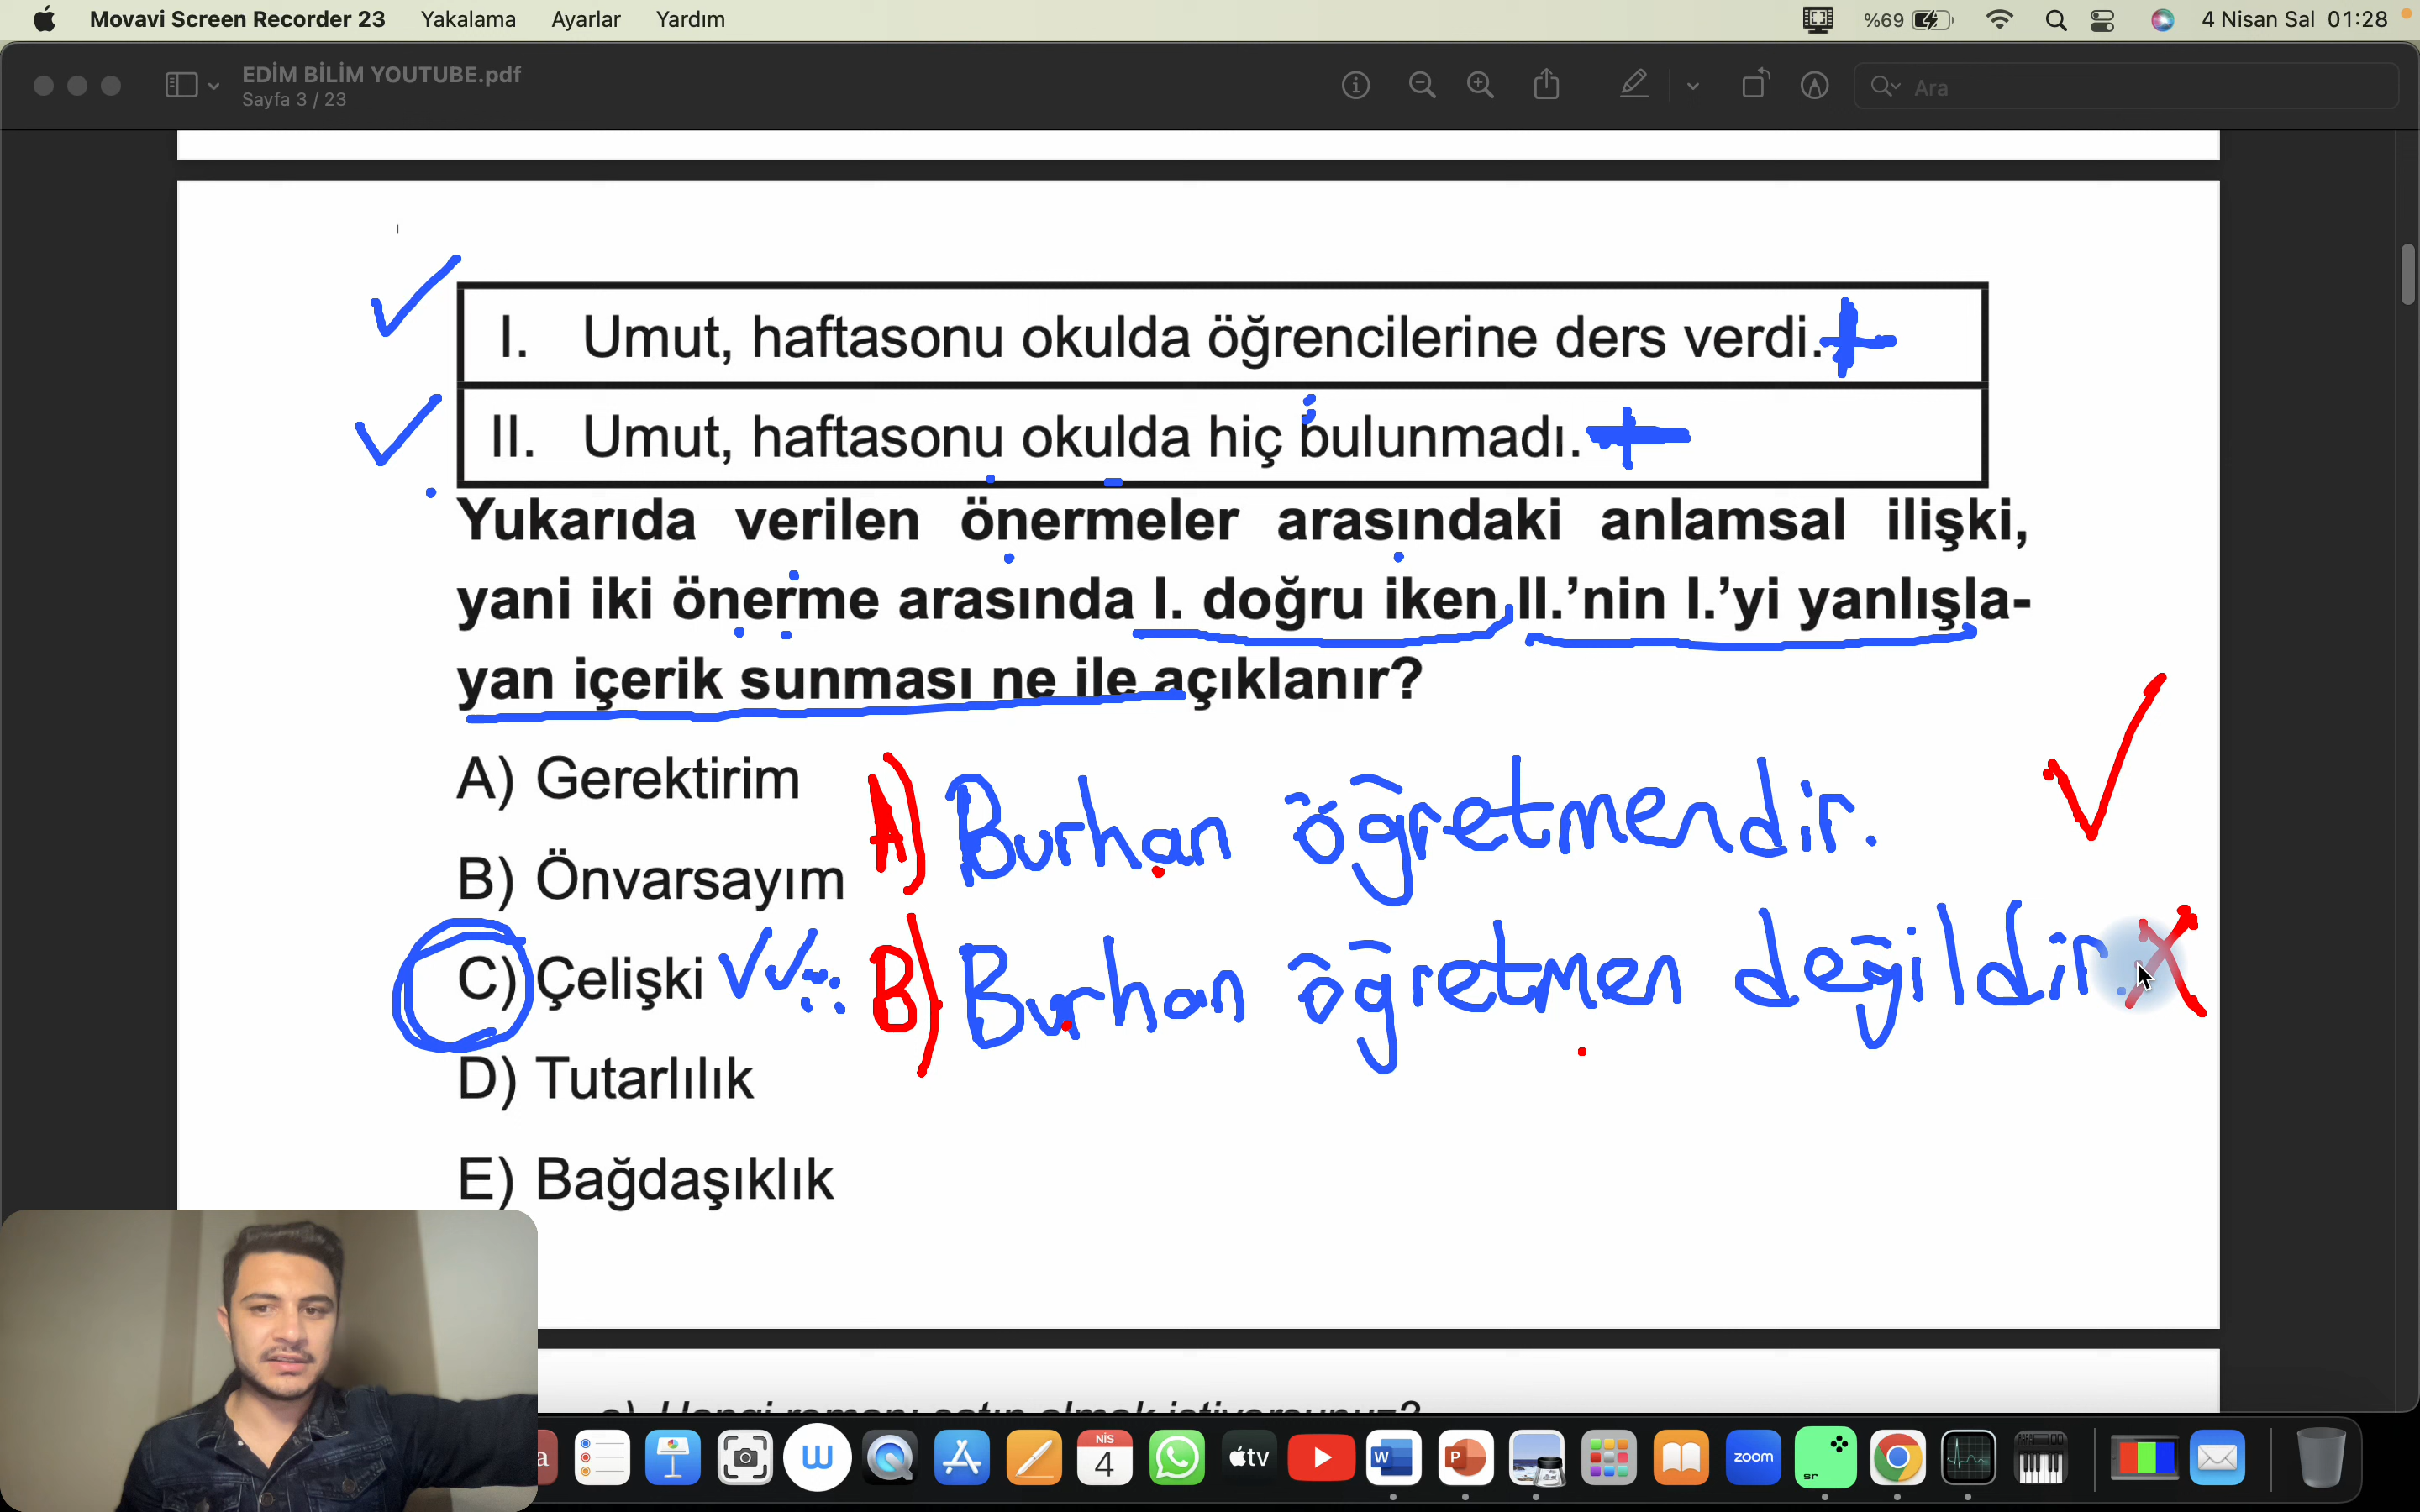 Movavi Screen Recorder 23 Yakalama Ayarlar Yardım %69 4 Nisan Sal 01:28
EDİM BİLİM YOUTUBE.pdf
Sayfa 3 / 23
Ara
I. Umut, haftasonu okulda öğrencilerine ders verdi.
II. Umut, haftasonu okulda hiç bulunmadı.
Yukarıda verilen önermeler arasındaki anlamsal ilişki,
yani iki önerme arasında I. doğru iken II.’nin I.’yi yanlışla-
yan içerik sunması ne ile açıklanır?
A) Gerektirim
A) Burhan öğretmendir.
B) Önvarsayım
C) Çelişki
B) Burhan öğretmen değildir.
D) Tutarlılık
E) Bağdaşıklık
NİS
4
tv
W
P
zoom
sr